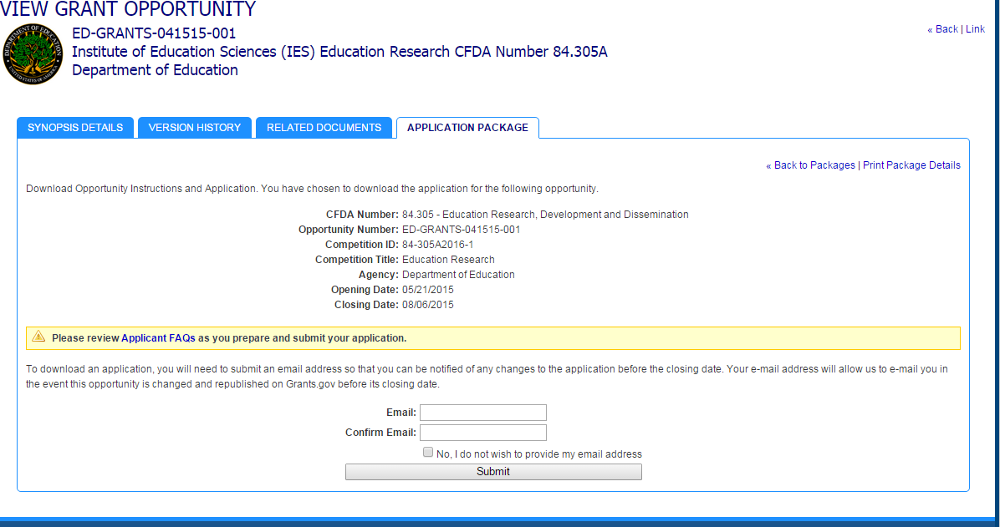 VIEW GRANT OPPORTUNITY
ED-GRANTS-041515-001
« Back | Link
Institute of Education Sciences (IES) Education Research CFDA Number 84.305A
Department of Education
DEPARTMENT OF EDUCATION
UNITED STATES OF AMERICA
SYNOPSIS DETAILS
VERSION HISTORY
RELATED DOCUMENTS
APPLICATION PACKAGE
« Back to Packages | Print Package Details
Download Opportunity Instructions and Application. You have chosen to download the application for the following opportunity.
CFDA Number: 84.305 - Education Research, Development and Dissemination
Opportunity Number: ED-GRANTS-041515-001
Competition ID: 84-305A2016-1
Competition Title: Education Research
Agency: Department of Education
Opening Date: 05/21/2015
Closing Date: 08/06/2015
Please review Applicant FAQs as you prepare and submit your application.
To download an application, you will need to submit an email address so that you can be notified of any changes to the application before the closing date. Your e-mail address will allow us to e-mail you in
the event this opportunity is changed and republished on Grants.gov before its closing date.
Email:
Confirm Email:
No, I do not wish to provide my email address
Submit